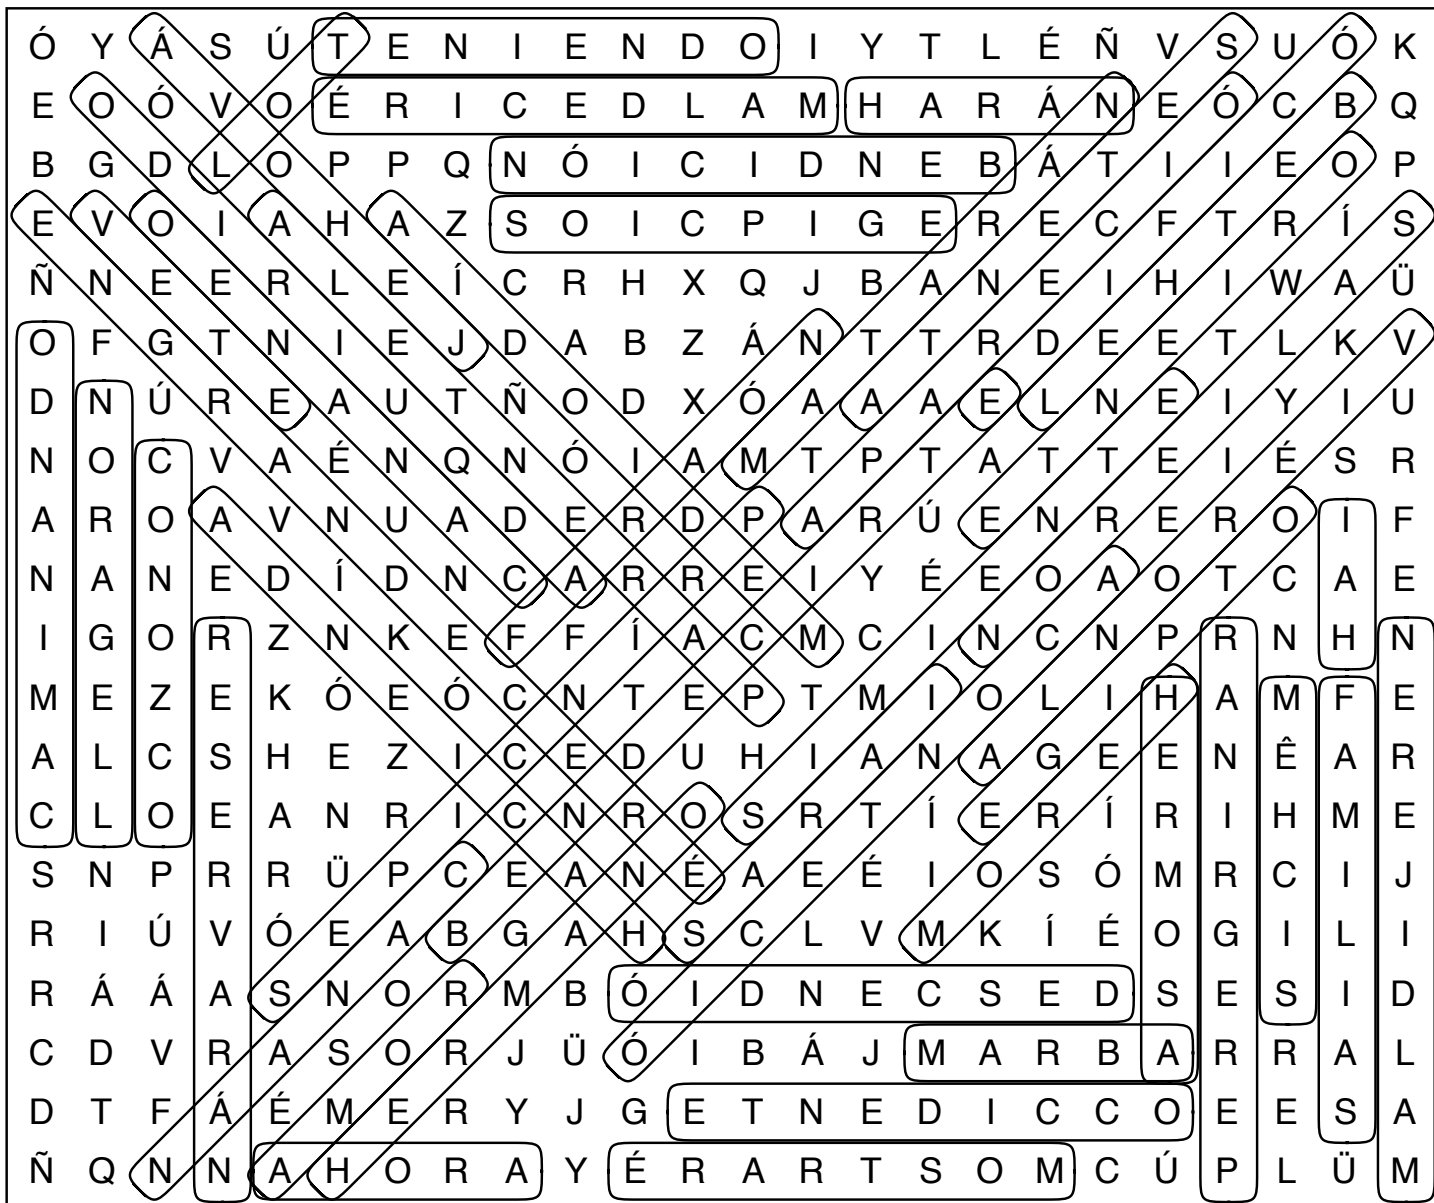 Ó Y Á S Ú T E N I E N D O I Y T L É Ñ V S U Ó K
E O Ó V O É R I C E D L A M H A R Á N E Ó C B Q
B G D L O P P Q N Ó I C I D N E B Á T I I E O P
E V O I A H A Z S O I C P I G E R E C F T R Í S
Ñ N E E R L E Í C R H X Q J B A N E I H I W A Ü
O F G T N I E J D A B Z Á N T T R D E E T L K V
D N Ú R E A U T Ñ O D X Ó A A A E L N E I Y I U
N O C V A É N Q N Ó I A M T P T A T T E I É S R
A R O A V N U A D E R D P A R Ú E N R E R O I F
N A N E D Í D N C A R R E I Y É E O A O T C A E
I G O R Z N K E F F Í A C M C I N C N P R N H N
M E Z E K Ó E Ó C N T E P T M I O L I H A M F E
A L C S H E Z I C E D U H I A N A G E E N Ê A R
C L O E A N R I C N R O S R T Í E R Í R I H M E
S N P R R Ü P C E A N É A E É I O S Ó M R C I J
R I Ú V Ó E A B G A H S C L V M K Í É O G I L I
R Á Á A S N O R M B Ó I D N E C S E D S E S I D
C D V R A S O R J Ü Ó I B Á J M A R B A R R A L
D T F Á É M E R Y J G E T N E D I C C O E E S A
Ñ Q N N A H O R A Y É R A R T S O M C Ú P L Ü M